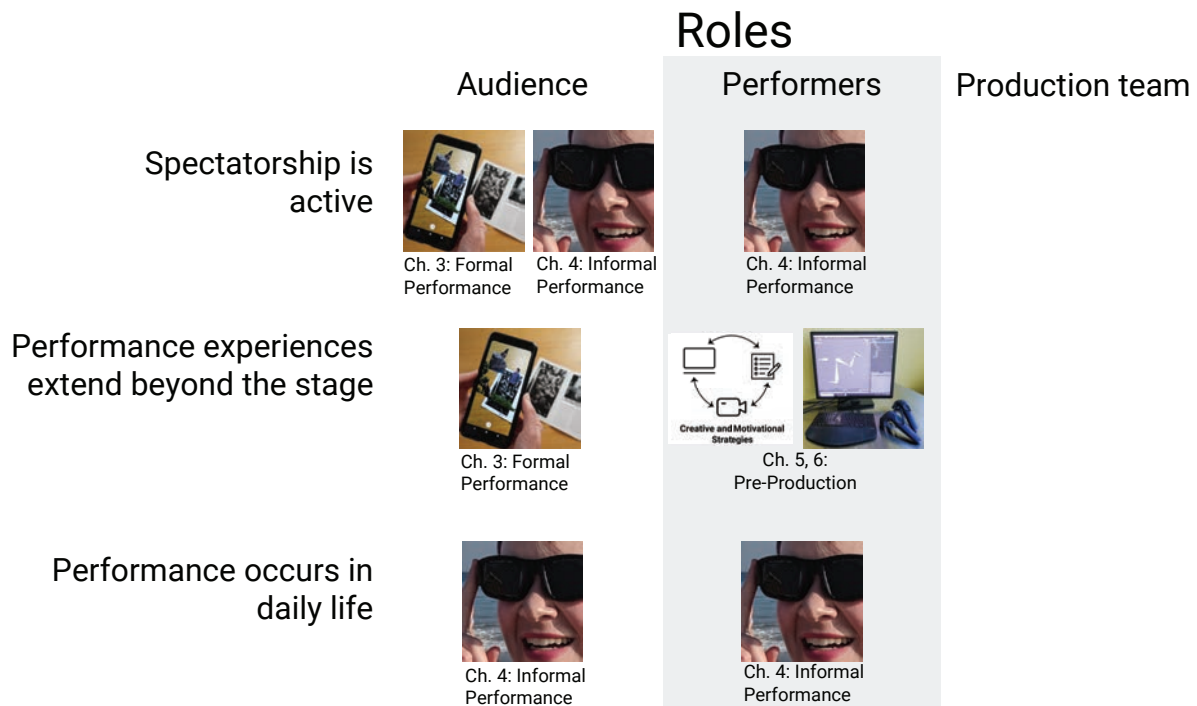 Roles
Audience
Performers
Production team
Spectatorship is
active
Ch. 3: Formal
Performance
Ch. 4: Informal
Performance
Ch. 4: Informal
Performance
Performance experiences
extend beyond the stage
Ch. 3: Formal
Performance
Creative and Motivational
Strategies
Ch. 5, 6:
Pre-Production
Performance occurs in
daily life
Ch. 4: Informal
Performance
Ch. 4: Informal
Performance